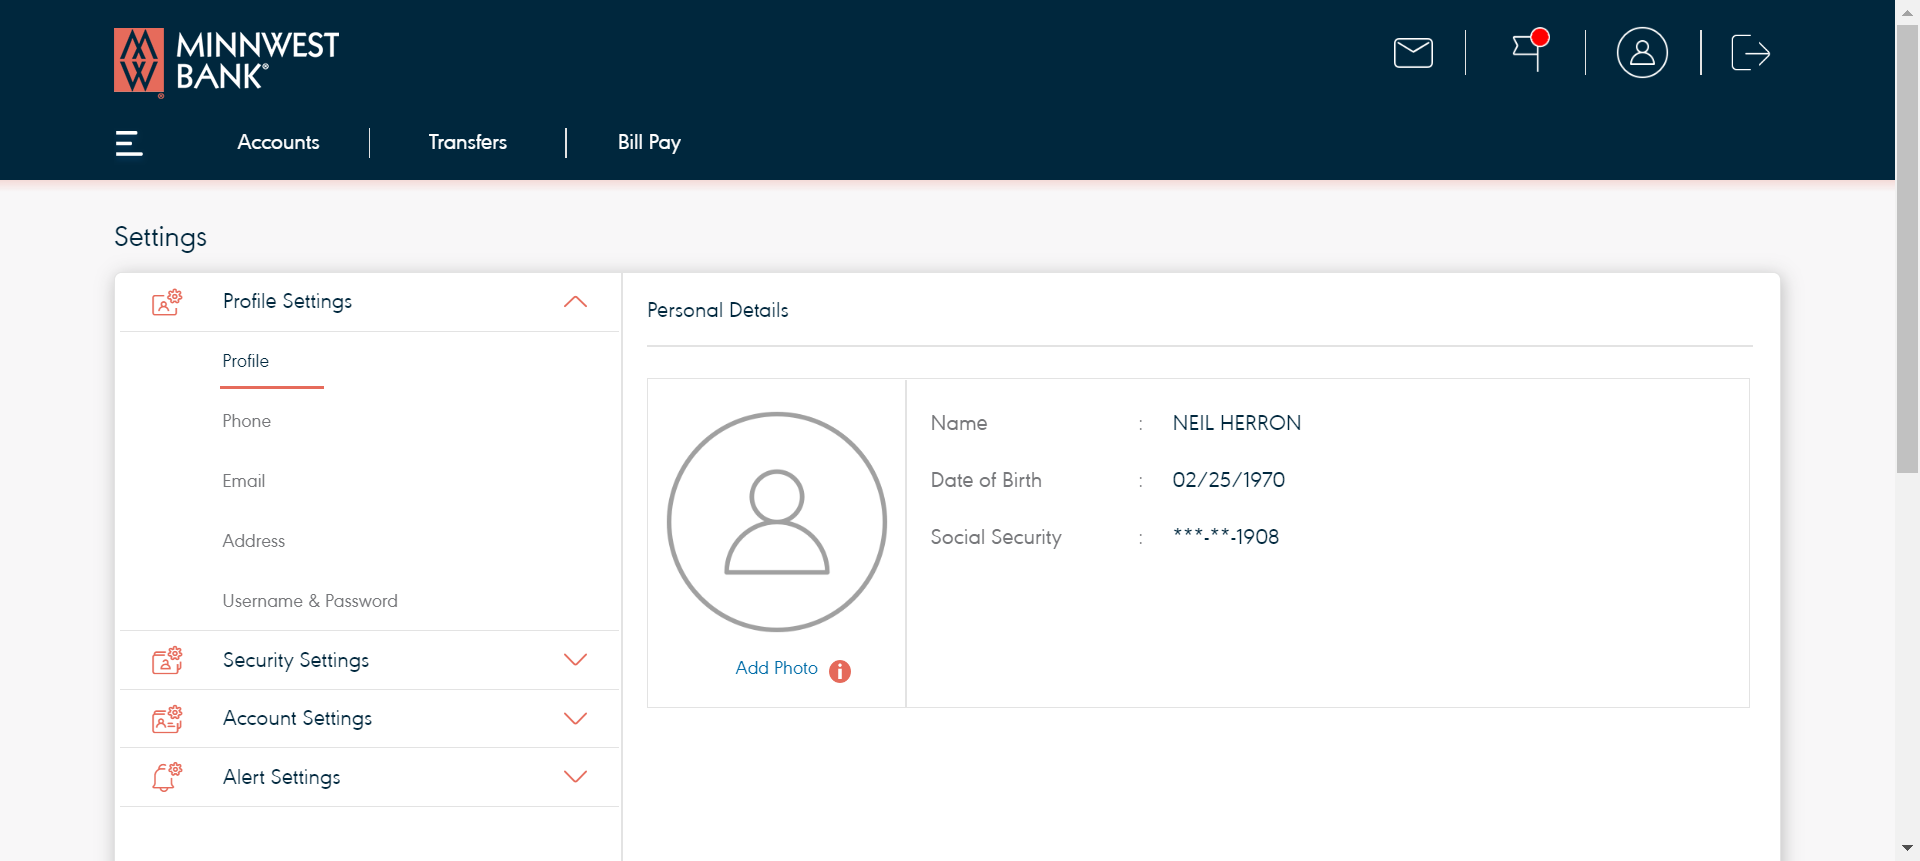 MINNWEST
BANK®
Accounts
Transfers
Bill Pay
Settings
Profile Settings
Profile
Phone
Email
Address
Username & Password
Security Settings
Account Settings
Alert Settings
Personal Details
Add Photo
Name : NEIL HERRON
Date of Birth : 02/25/1970
Social Security : ***-**-1908